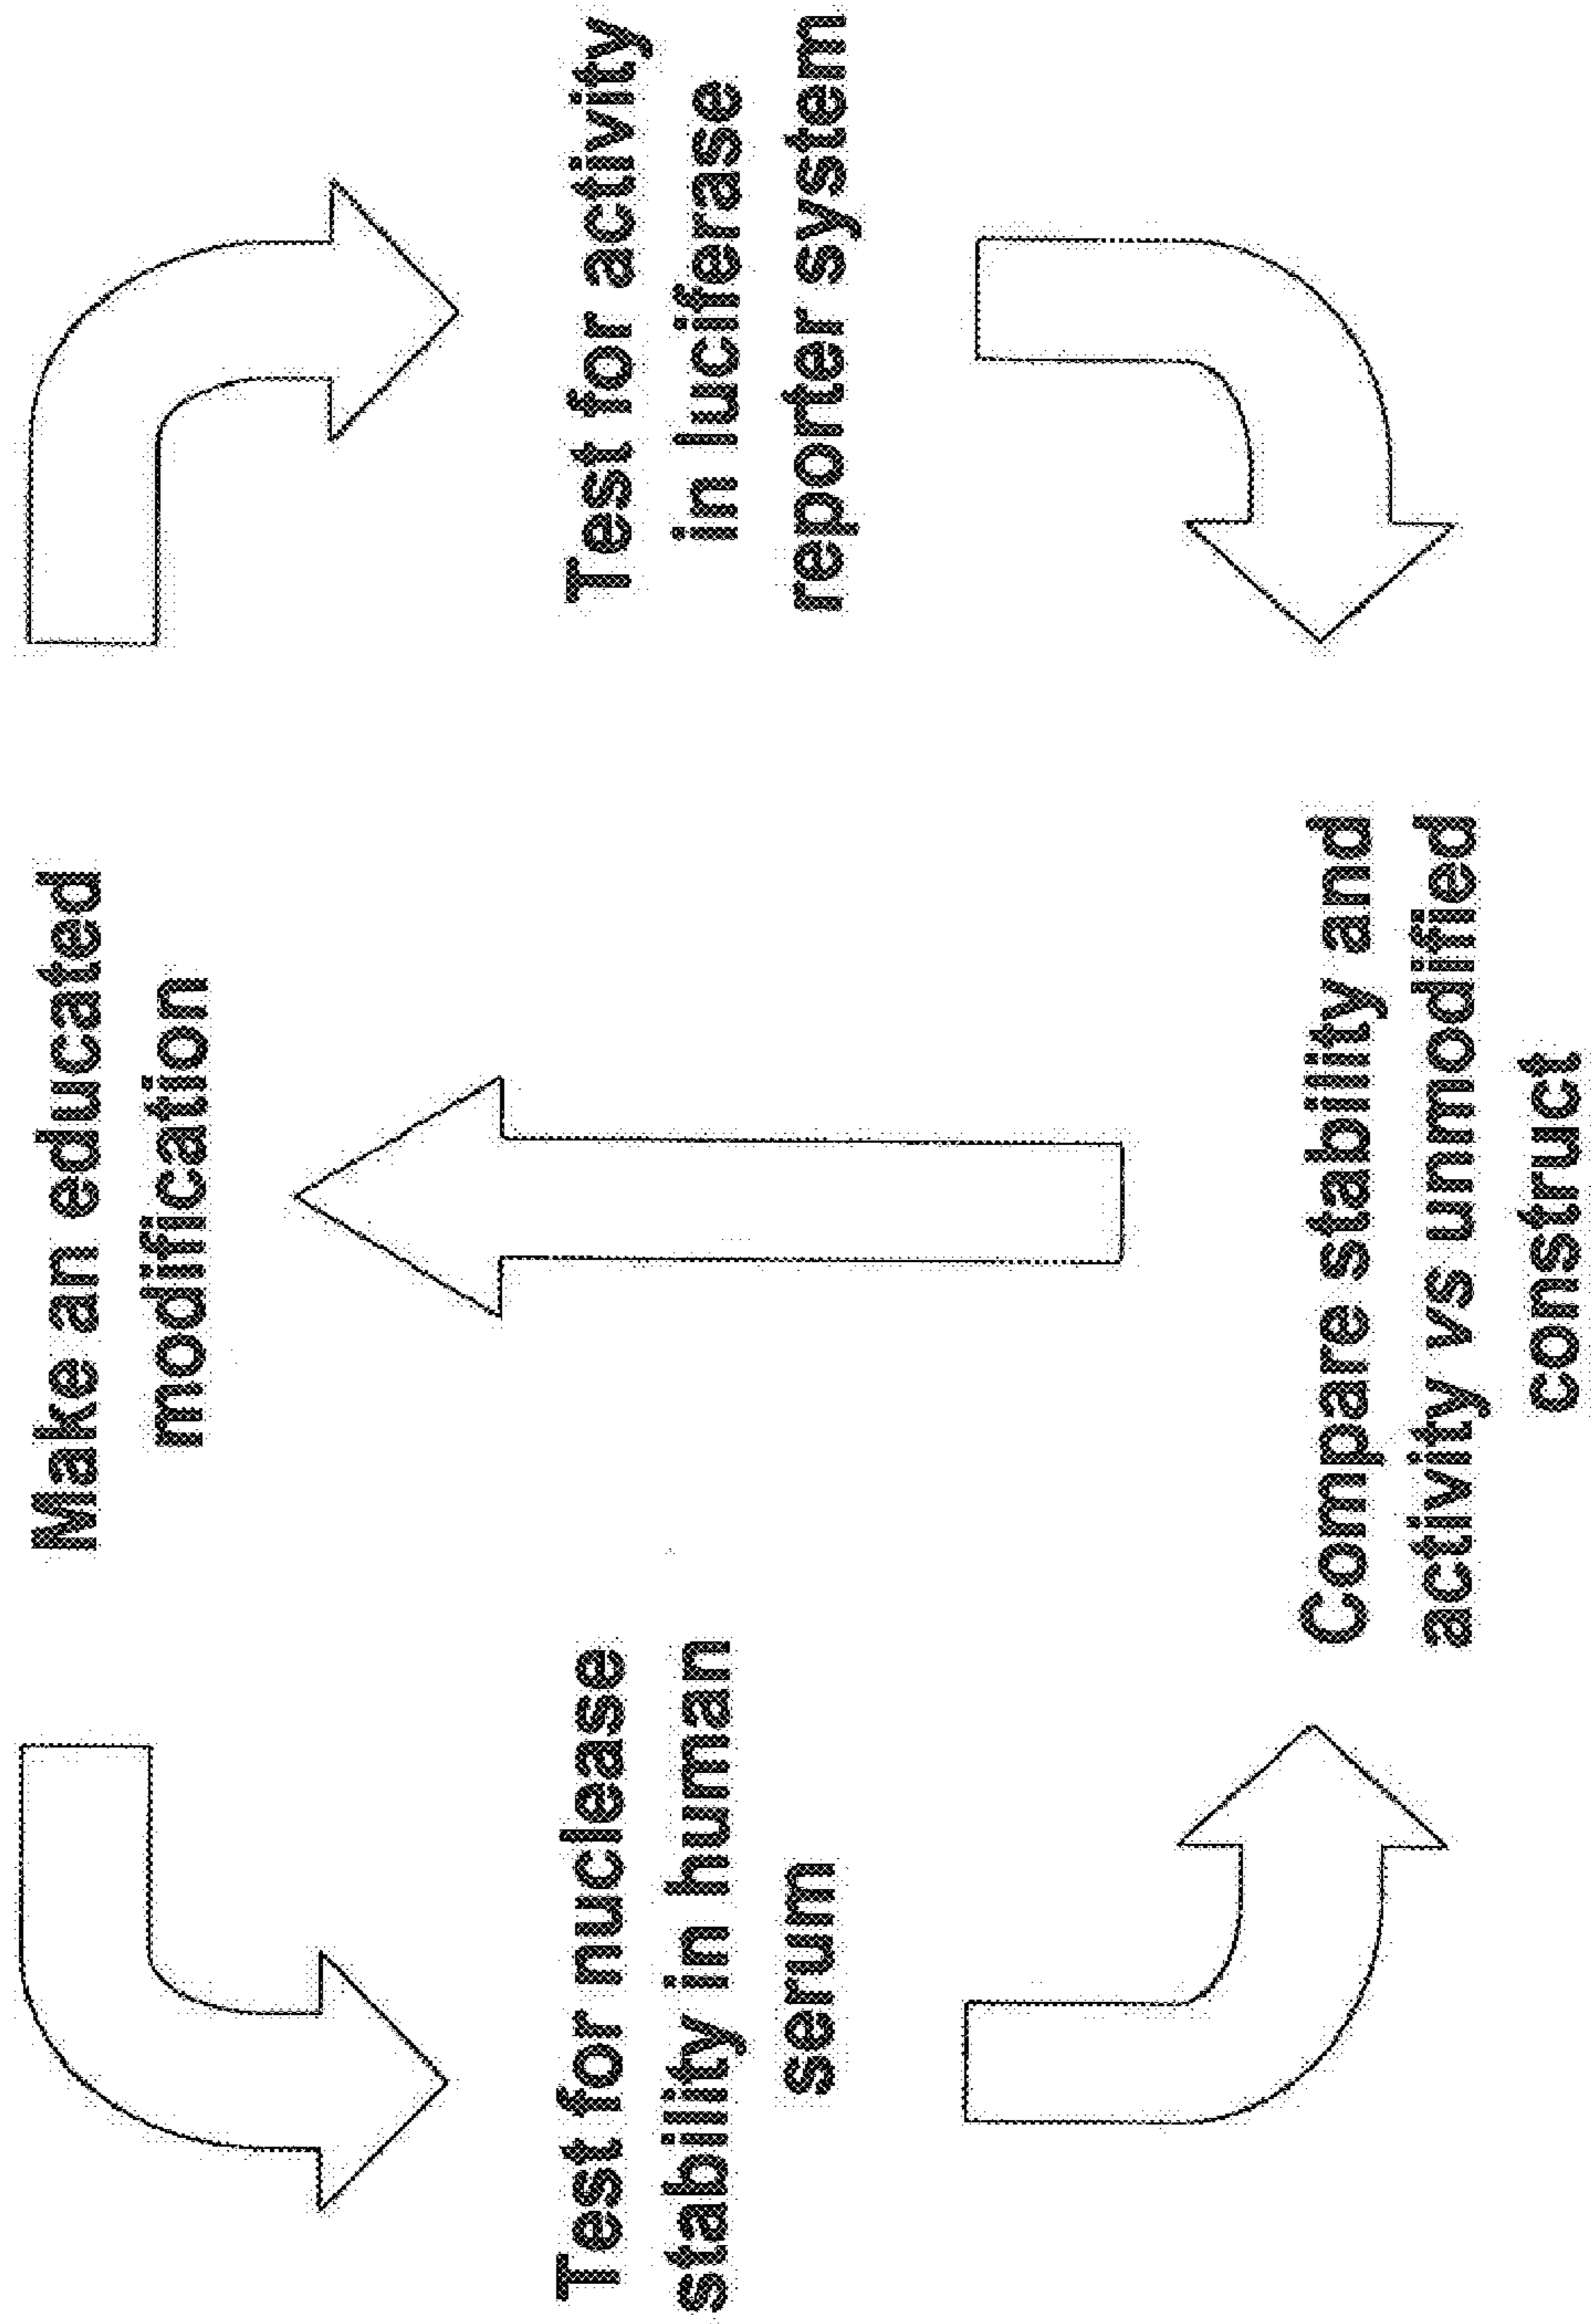 Make an educated
modification
Test for nuclease
stability in human
serum
Test for activity
in luciferase
reporter system
Compare stability and
activity vs unmodified
construct